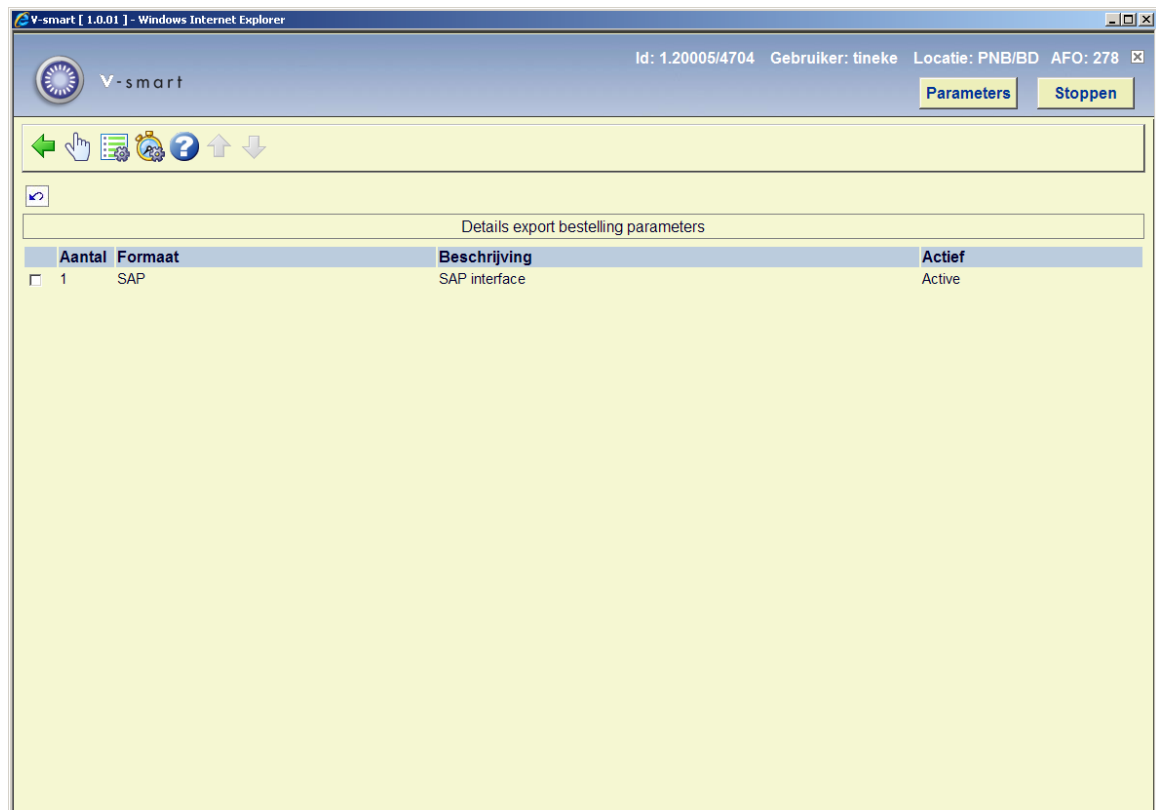 V-smart [ 1.0.01 ] - Windows Internet Explorer
Id: 1.20005/4704 Gebruiker: tineke Locatie: PNB/BD AFO: 278
V-smart
Parameters Stoppen
Details export bestelling parameters
Aantal Formaat Beschrijving Actief
1 SAP SAP interface Active